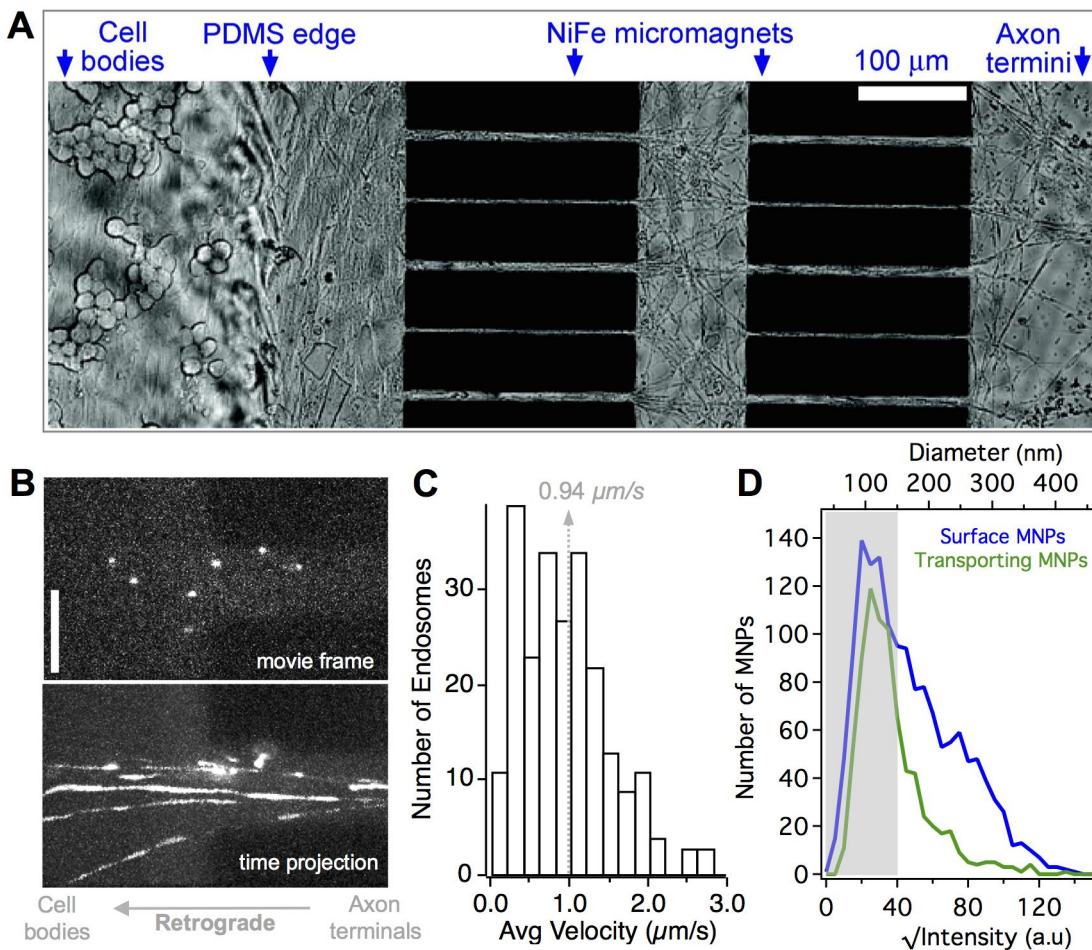 A
Cell
bodies
PDMS edge
NiFe micromagnets
Axon
termini
100 μm
B
movie frame
time projection
Cell
bodies
Retrograde
Axon
terminals
C
0.94 μm/s
Number of Endosomes
30
20
10
0
0.0 1.0 2.0 3.0
Avg Velocity (μm/s)
D
Diameter (nm)
100 200 300 400
Surface MNPs
Transporting MNPs
Number of MNPs
140
120
100
80
60
40
20
0
0 40 80 120
√Intensity (a.u)